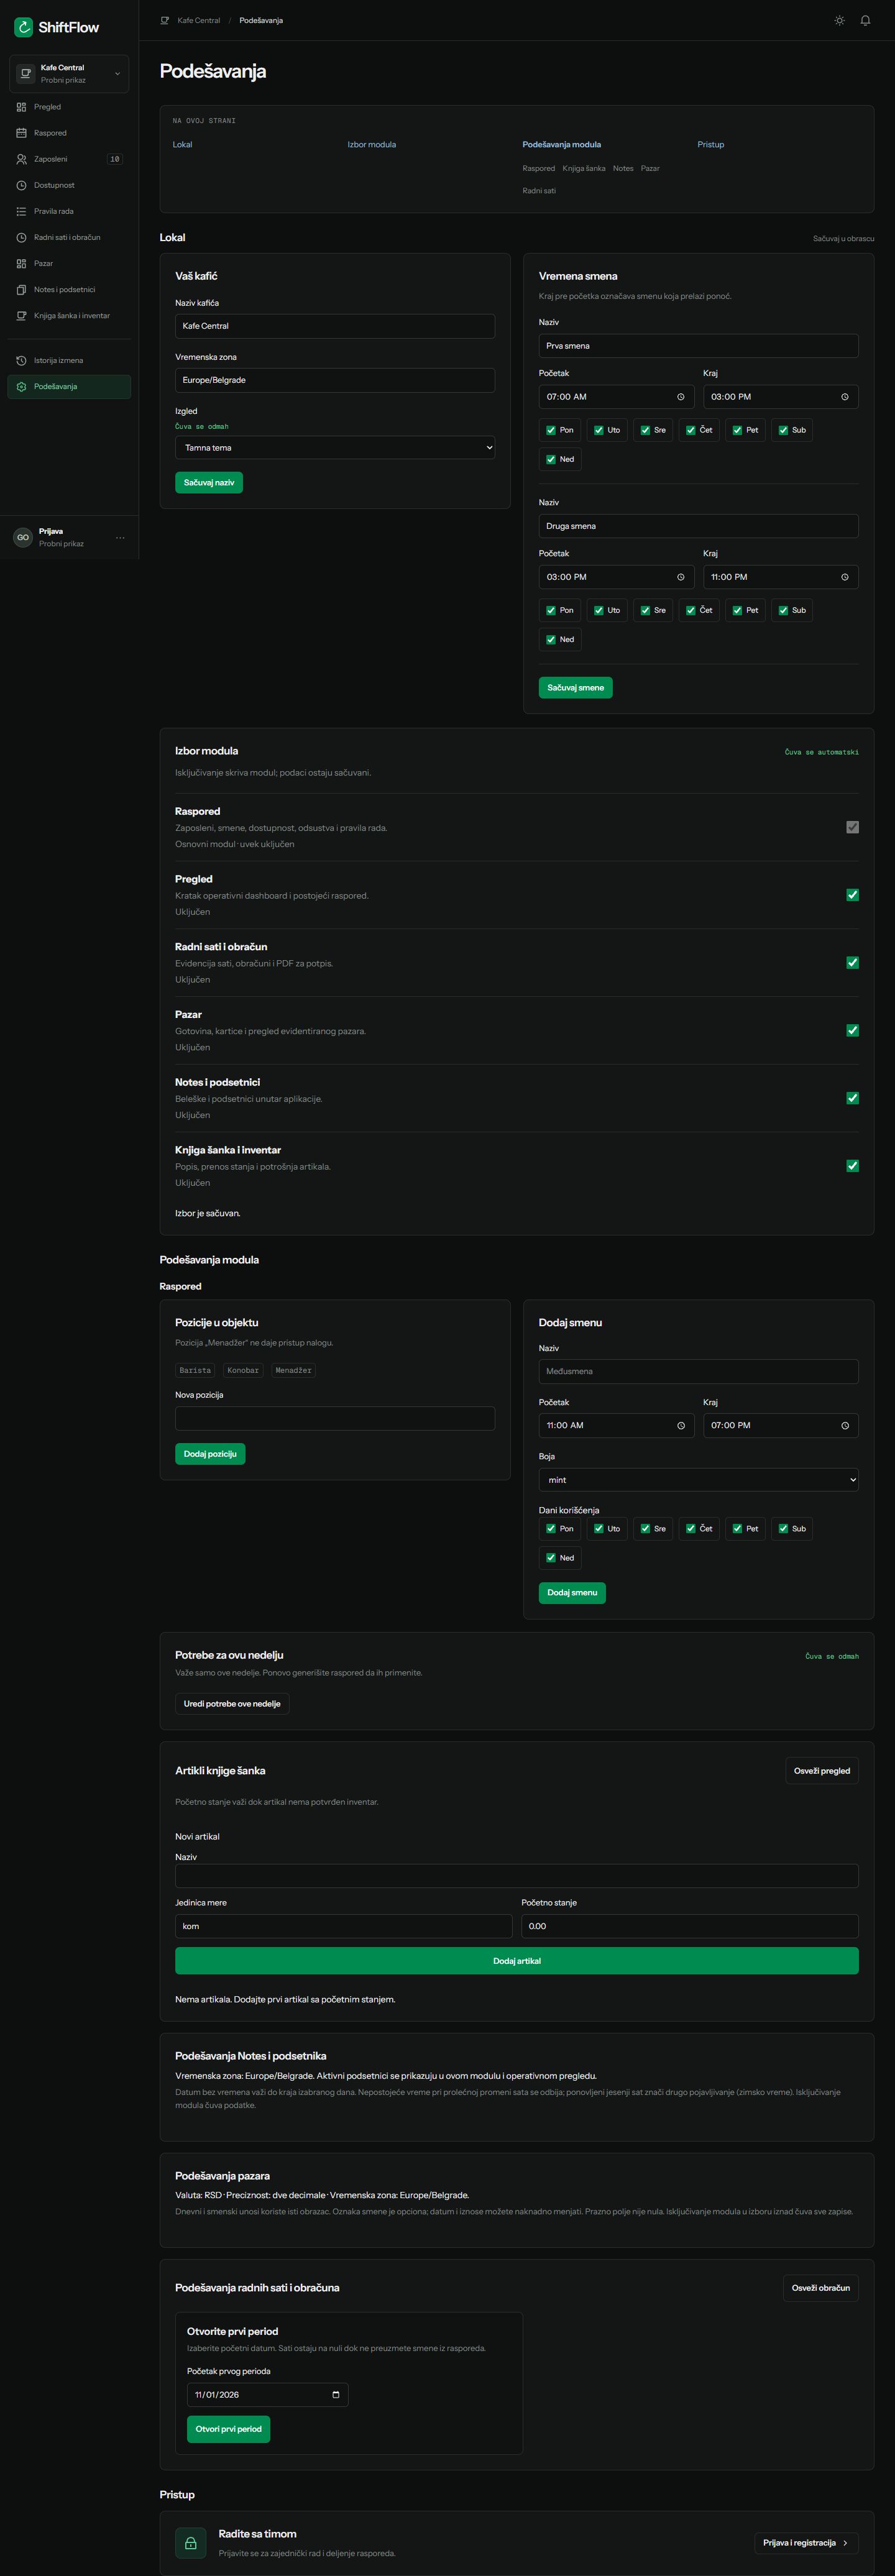 ShiftFlow
Kafe Central
Probni prikaz
Pregled
Raspored
Zaposleni 10
Dostupnost
Pravila rada
Radni sati i obračun
Pazar
Notes i podsetnici
Knjiga šanka i inventar
Istorija izmena
Podešavanja
GO Prijava
Probni prikaz
Kafe Central / Podešavanja
Podešavanja
NA OVOJ STRANI
Lokal Izbor modula Podešavanja modula Pristup
Raspored Knjiga šanka Notes Pazar
Radni sati
Lokal Sačuvaj u obrascu
Vaš kafić
Naziv kafića
Kafe Central
Vremenska zona
Europe/Belgrade
Izgled
Čuva se odmah
Tamna tema
Sačuvaj naziv
Vremena smena
Kraj pre početka označava smenu koja prelazi ponoć.
Naziv
Prva smena
Početak Kraj
07:00 AM 03:00 PM
Pon Uto Sre Čet Pet Sub
Ned
Naziv
Druga smena
Početak Kraj
03:00 PM 11:00 PM
Pon Uto Sre Čet Pet Sub
Ned
Sačuvaj smene
Izbor modula Čuva se automatski
Isključivanje skriva modul; podaci ostaju sačuvani.
Raspored
Zaposleni, smene, dostupnost, odsustva i pravila rada.
Osnovni modul · uvek uključen
Pregled
Kratak operativni dashboard i postojeći raspored.
Uključen
Radni sati i obračun
Evidencija sati, obračuni i PDF za potpis.
Uključen
Pazar
Gotovina, kartice i pregled evidentiranog pazara.
Uključen
Notes i podsetnici
Beleške i podsetnici unutar aplikacije.
Uključen
Knjiga šanka i inventar
Popis, prenos stanja i potrošnja artikala.
Uključen
Izbor je sačuvan.
Podešavanja modula
Raspored
Pozicije u objektu
Pozicija „Menadžer“ ne daje pristup nalogu.
Barista Konobar Menadžer
Nova pozicija
Dodaj poziciju
Dodaj smenu
Naziv
Međusmena
Početak Kraj
11:00 AM 07:00 PM
Boja
mint
Dani korišćenja
Pon Uto Sre Čet Pet Sub
Ned
Dodaj smenu
Potrebe za ovu nedelju Čuva se odmah
Važe samo ove nedelje. Ponovo generišite raspored da ih primenite.
Uredi potrebe ove nedelje
Artikli knjige šanka Osveži pregled
Početno stanje važi dok artikal nema potvrđen inventar.
Novi artikal
Naziv
Jedinica mere Početno stanje
kom 0.00
Dodaj artikal
Nema artikala. Dodajte prvi artikal sa početnim stanjem.
Podešavanja Notes i podsetnika
Vremenska zona: Europe/Belgrade. Aktivni podsetnici se prikazuju u ovom modulu i operativnom pregledu.
Datum bez vremena važi do kraja izabranog dana. Nepostojeće vreme pri prolećnoj promeni sata se odbija; ponovljeni jesenji sat znači drugo pojavljivanje (zimsko vreme). Isključivanje
modula čuva podatke.
Podešavanja pazara
Valuta: RSD · Preciznost: dve decimale · Vremenska zona: Europe/Belgrade.
Dnevni i smenski unosi koriste isti obrazac. Oznaka smene je opciona; datum i iznose možete naknadno menjati. Prazno polje nije nula. Isključivanje modula u izboru iznad čuva sve zapise.
Podešavanja radnih sati i obračuna Osveži obračun
Otvorite prvi period
Izaberite početni datum. Sati ostaju na nuli dok ne preuzmete smene iz rasporeda.
Početak prvog perioda
11/01/2026
Otvori prvi period
Pristup
Radite sa timom
Prijavite se za zajednički rad i deljenje rasporeda.
Prijava i registracija